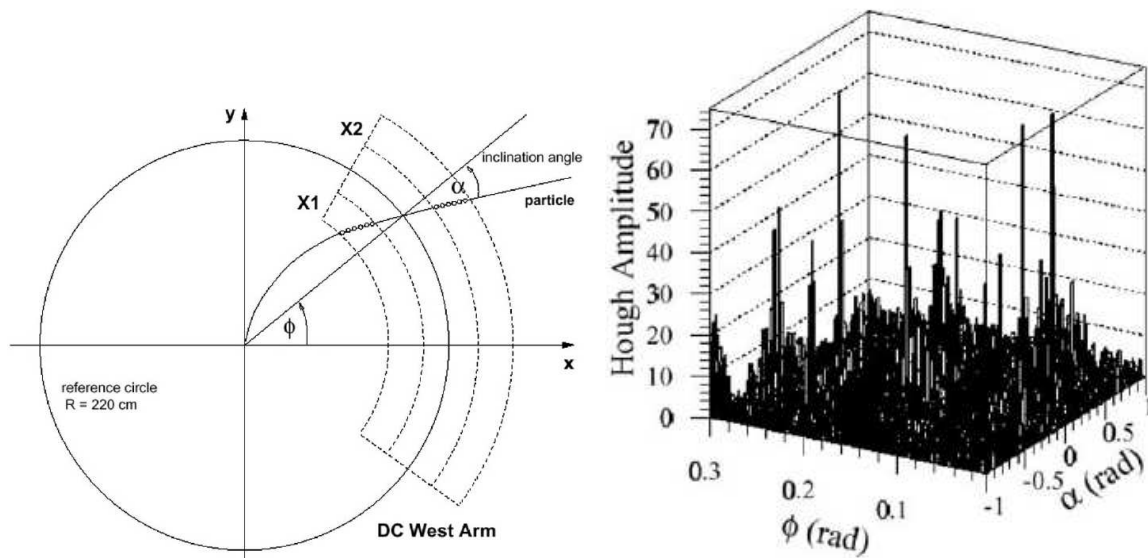 y
X2
X1
inclination angle
α
particle
ϕ
x
reference circle
R = 220 cm
DC West Arm
Hough Amplitude
70
60
50
40
30
20
10
0
0.3
0.2
0.1
ϕ (rad)
-1
-0.5
0
0.5
α (rad)